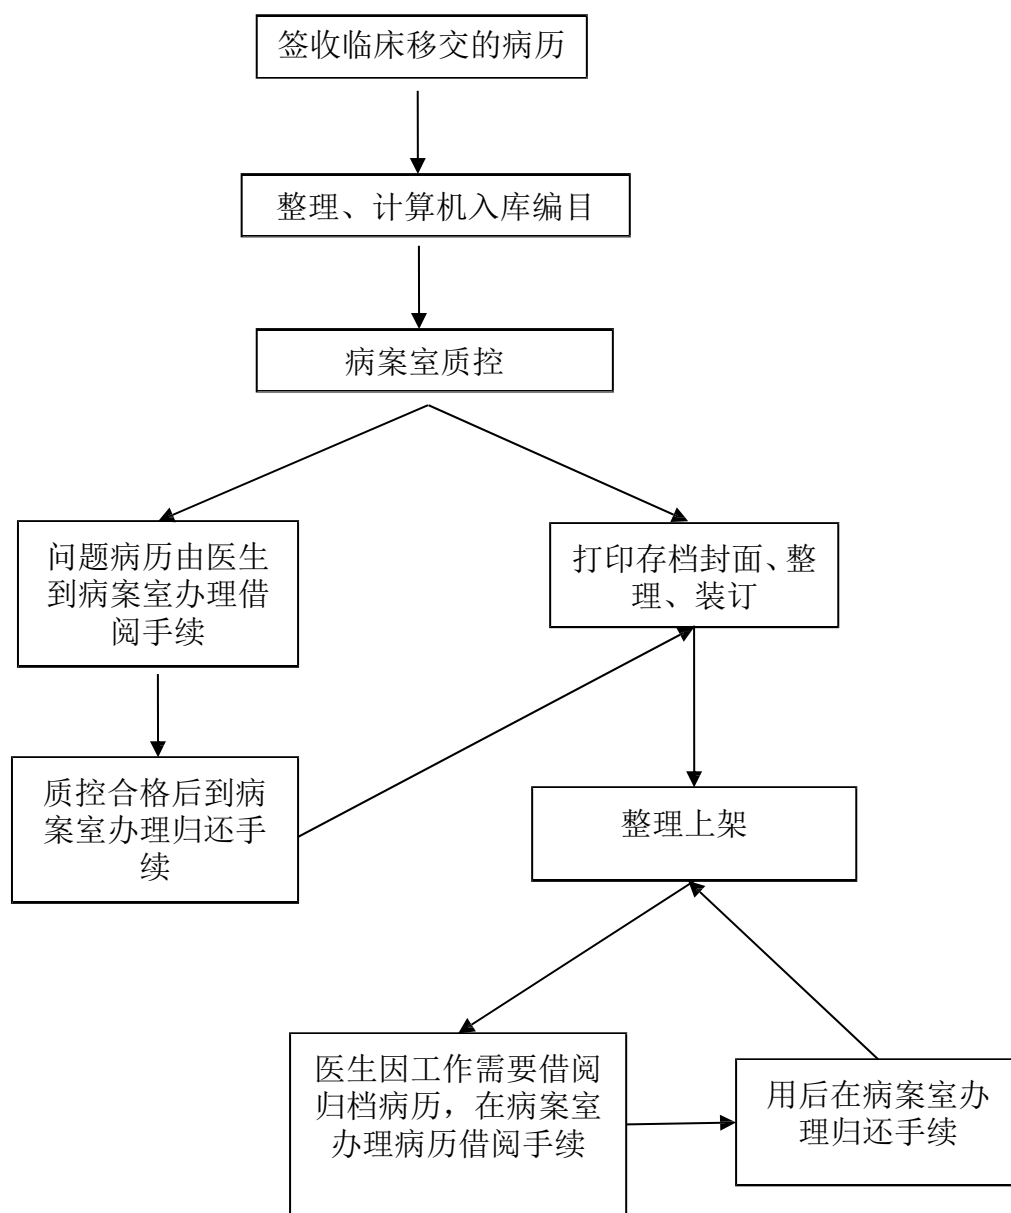 签收临床移交的病历
整理、计算机入库编目
病案室质控
问题病历由医生
到病案室办理借
阅手续
打印存档封面、整
理、装订
质控合格后到病
案室办理归还手
续
整理上架
医生因工作需要借阅
归档病历，在病案室
办理病历借阅手续
用后在病案室办
理归还手续